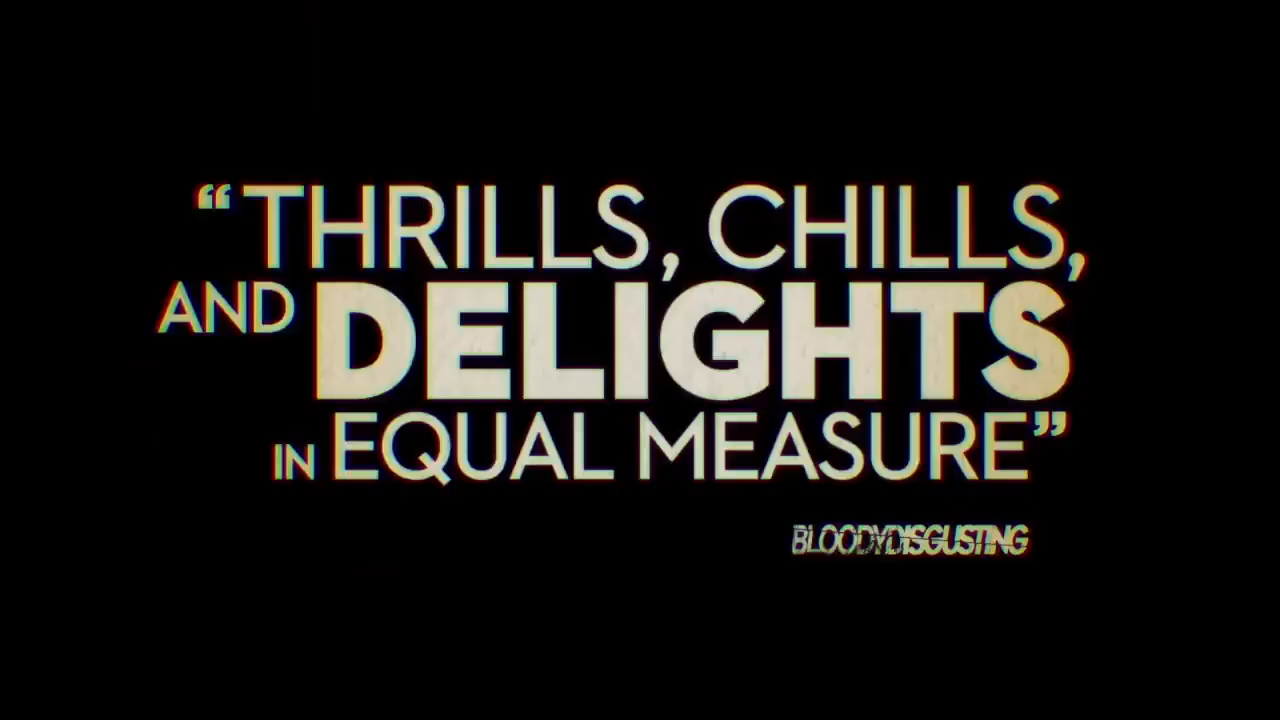 “THRILLS, CHILLS,
AND DELIGHTS
IN EQUAL MEASURE”
BLOODYDISGUSTING